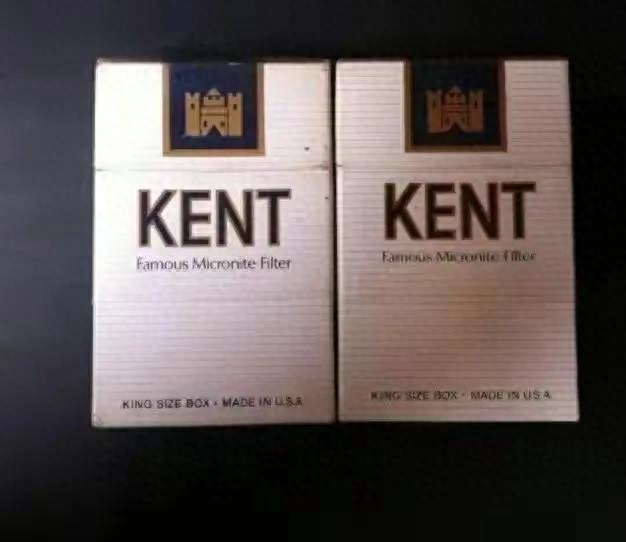 KENT
Famous Micronite Filter
KING SIZE BOX • MADE IN U.S.A.
KENT
Famous Micronite Filter
KING SIZE BOX • MADE IN U.S.A.